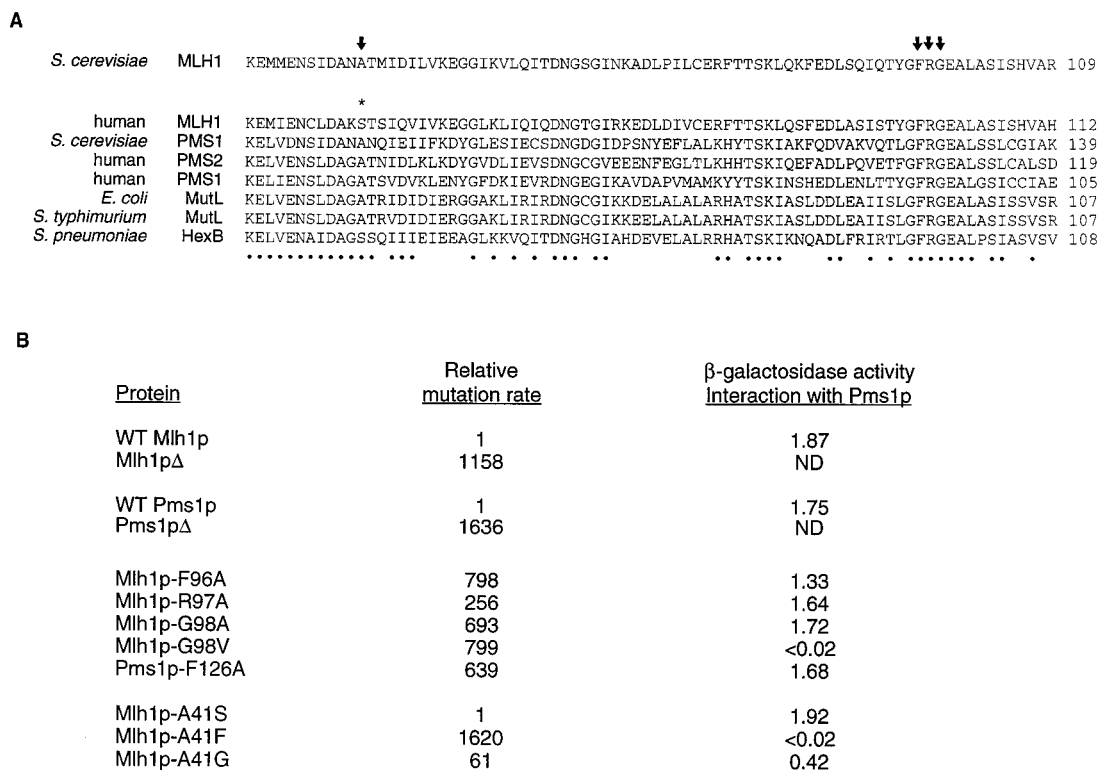 A
S. cerevisiae MLH1 KEMMENSIDANATMIDILVKEGGIKVLQITDNGSGINKADLPILCERFTTSKLQKFEDLSQIQTYGFRGEALASISHVAR 109
*
human MLH1 KEMIENCLDAKSTSIQVIVKEGGLKLIQIQDNGTGIRKEDLDIVCERFTTSKLQSFEDLASISTYGFRGEALASISHVAH 112
S. cerevisiae PMS1 KELVDNSIDANANQIEIIFKDYGLESIECSDNGDGIDPSNYEFLALKHYTSKIAKFQDVAKVQTLGFRGEALSSLCGIAK 139
human PMS2 KELVENSLDAGATNIDLKLKDYGVDLIEVSDNGCGVEEENFEGLTLKHHTSKIQEFADLPQVETFGFRGEALSSLCALSD 119
human PMS1 KELIENSLDAGATSVDVKLENYGFDKIEVRDNGEGIKAVDAPVMAMKYYTSKINSHEDLENLTTYGFRGEALGSICCIAE 105
E. coli MutL KELVENSLDAGATRIDIDIERGGAKLIRIRDNGCGIKKDELALALARHATSKIASLDDLEAIISLGFRGEALASISSVSR 107
S. typhimurium MutL KELVENSLDAGATRVDIDIERGGAKLIRIRDNGCGIKKEELALALARHATSKIASLDDLEAIISLGFRGEALASISSVSR 107
S. pneumoniae HexB KELVENAIDAGSSQIIIEIEEAGLKKVQITDNGHGIAHDEVELALRRHATSKIKNQADLFRIRTLGFRGEALPSIASVSV 108
B
Protein Relative mutation rate β-galactosidase activity Interaction with Pms1p
WT Mlh1p 1 1.87
Mlh1pΔ 1158 ND
WT Pms1p 1 1.75
Pms1pΔ 1636 ND
Mlh1p-F96A 798 1.33
Mlh1p-R97A 256 1.64
Mlh1p-G98A 693 1.72
Mlh1p-G98V 799 <0.02
Pms1p-F126A 639 1.68
Mlh1p-A41S 1 1.92
Mlh1p-A41F 1620 <0.02
Mlh1p-A41G 61 0.42